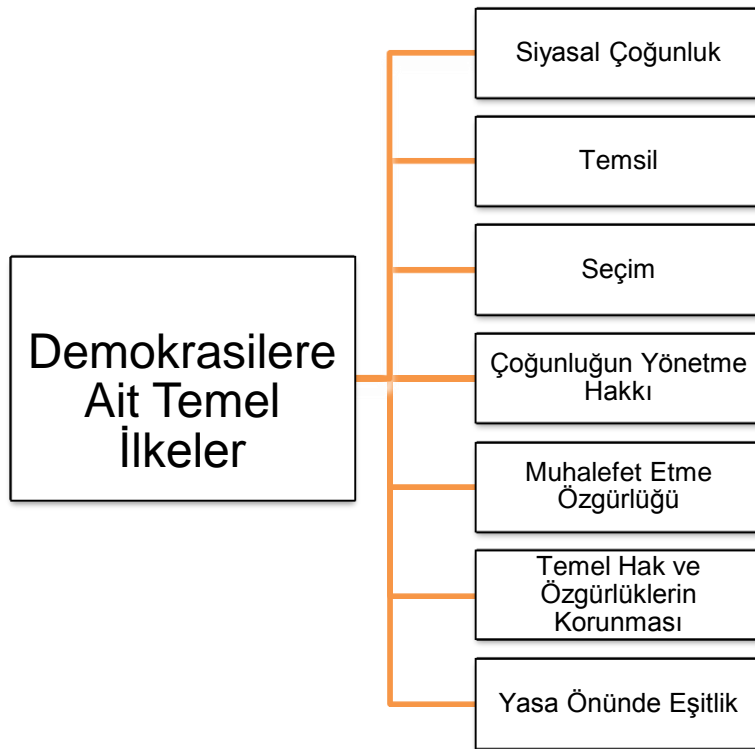 Demokrasilere
Ait Temel
İlkeler
Siyasal Çoğunluk
Temsil
Seçim
Çoğunluğun Yönetme
Hakkı
Muhalefet Etme
Özgürlüğü
Temel Hak ve
Özgürlüklerin
Korunması
Yasa Önünde Eşitlik